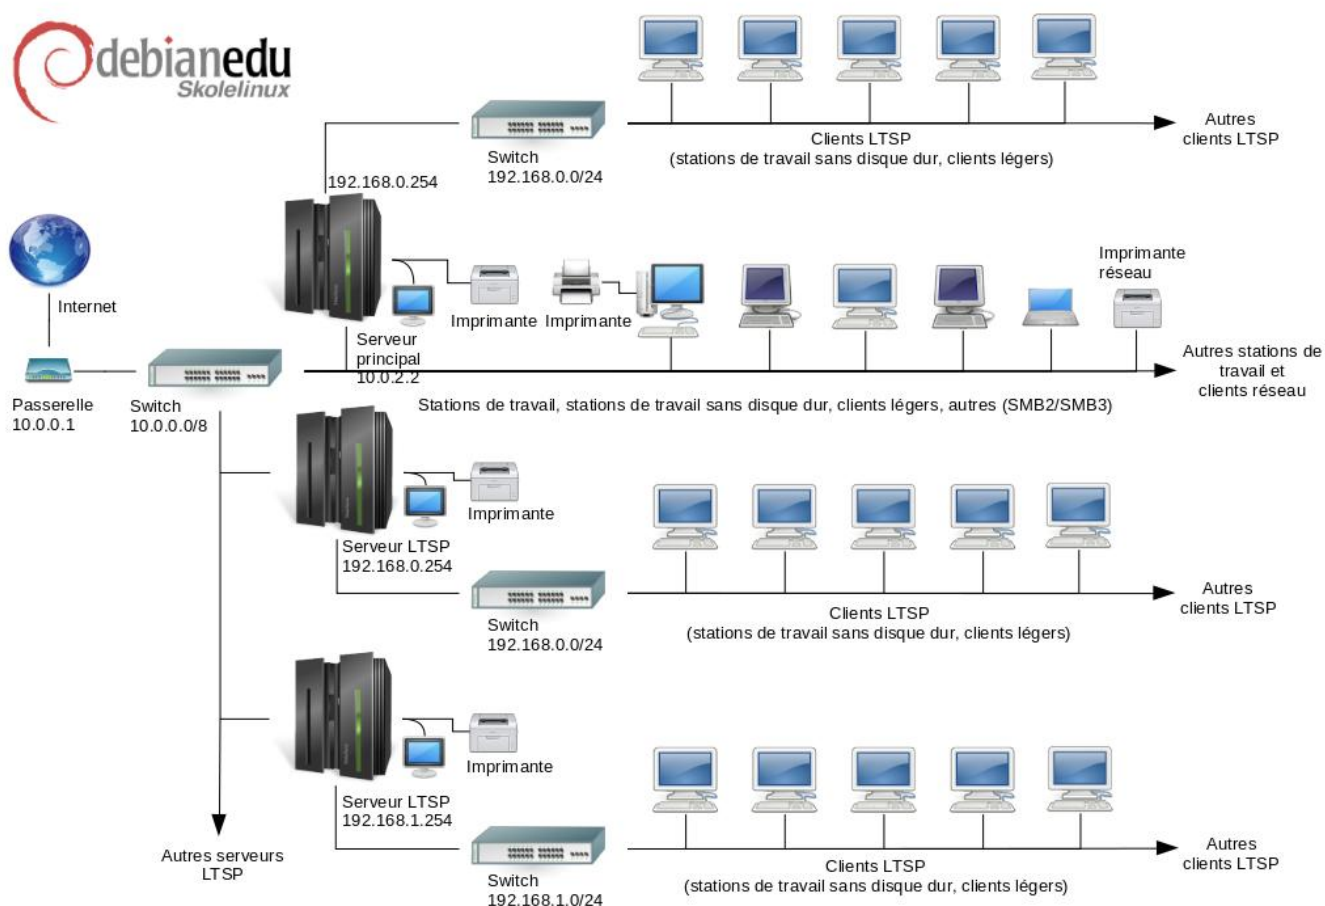 debianedu
Skolelinux
Switch
192.168.0.0/24
Clients LTSP
(stations de travail sans disque dur, clients légers)
Autres
clients LTSP
192.168.0.254
Internet
Passerelle
10.0.0.1
Switch
10.0.0.0/8
Serveur
principal
10.0.2.2
Imprimante
Imprimante
Imprimante
réseau
Autres stations de
travail et
clients réseau
Stations de travail, stations de travail sans disque dur, clients légers, autres (SMB2/SMB3)
Imprimante
Serveur LTSP
192.168.0.254
Switch
192.168.0.0/24
Clients LTSP
(stations de travail sans disque dur, clients légers)
Autres
clients LTSP
Imprimante
Serveur LTSP
192.168.1.254
Switch
192.168.1.0/24
Clients LTSP
(stations de travail sans disque dur, clients légers)
Autres
clients LTSP
Autres serveurs
LTSP